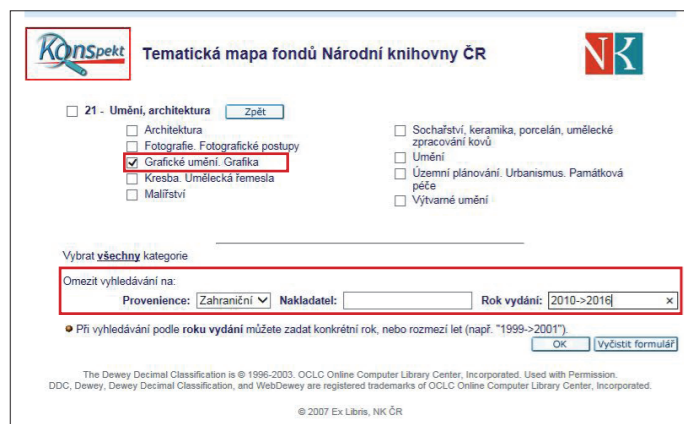 Konspekt
Tematická mapa fondů Národní knihovny ČR
NK
21 - Umění, architektura Zpět
Architektura
Fotografie. Fotografické postupy
Grafické umění. Grafika
Kresba. Umělecká řemesla
Malířství
Sochařství, keramika, porcelán, umělecké
zpracování kovů
Umění
Územní plánování. Urbanismus. Památková
péče
Výtvarné umění
Vybrat všechny kategorie
Omezit vyhledávání na:
Provenience: Zahraniční Nakladatel: Rok vydání: 2010->2016 ×
Při vyhledávání podle roku vydání můžete zadat konkrétní rok, nebo rozmezí let (např. "1999->2001").
OK Vyčistit formulář
The Dewey Decimal Classification is © 1996-2003. OCLC Online Computer Library Center, Incorporated. Used with Permission.
DDC, Dewey, Dewey Decimal Classification, and WebDewey are registered trademarks of OCLC Online Computer Library Center, Incorporated.
© 2007 Ex Libris, NK ČR